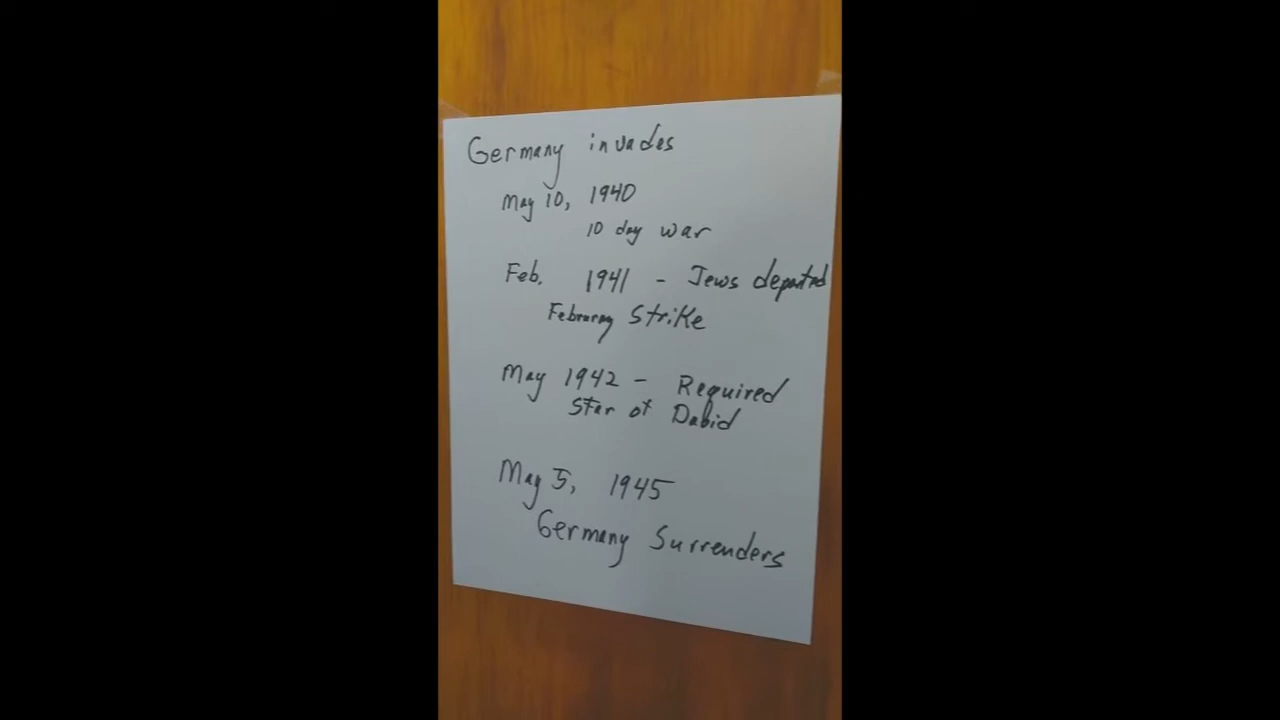 Germany invades
May 10, 1940
10 day war
Feb. 1941 - Jews deported
February Strike
May 1942 - Required
Star of Dabid
May 5, 1945
Germany Surrenders